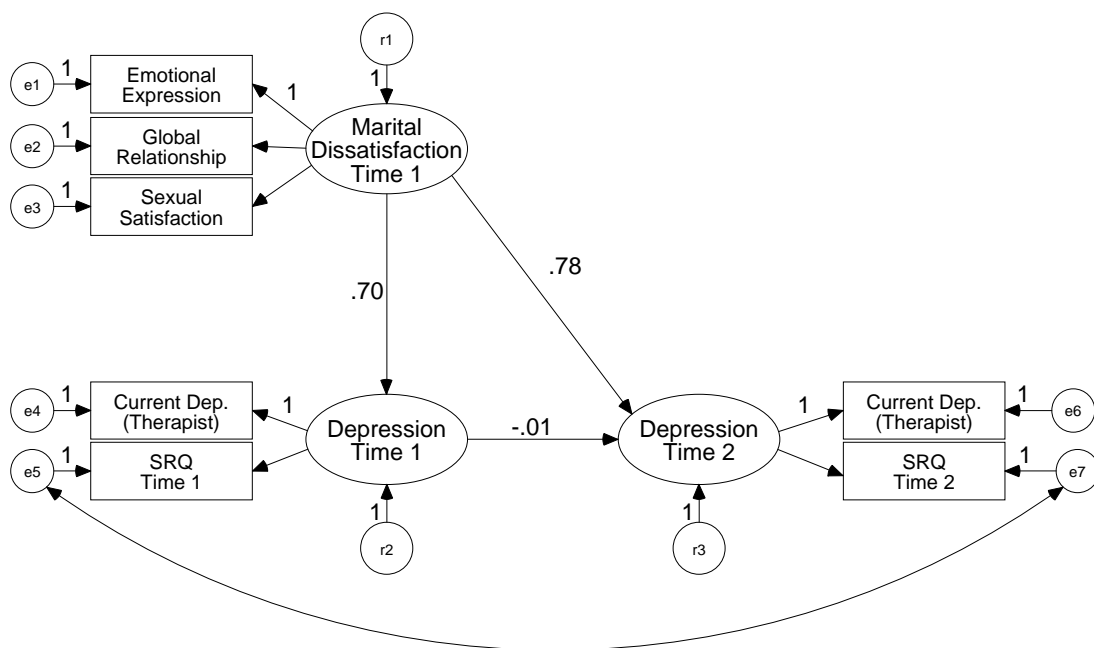 r1
1
e1
1
Emotional
Expression
1
e2
1
Global
Relationship
Marital
Dissatisfaction
Time 1
e3
1
Sexual
Satisfaction
.70
.78
e4
1
Current Dep.
(Therapist)
1
e5
1
SRQ
Time 1
Depression
Time 1
-.01
Depression
Time 2
1
Current Dep.
(Therapist)
1
e6
SRQ
Time 2
1
e7
1
r2
1
r3